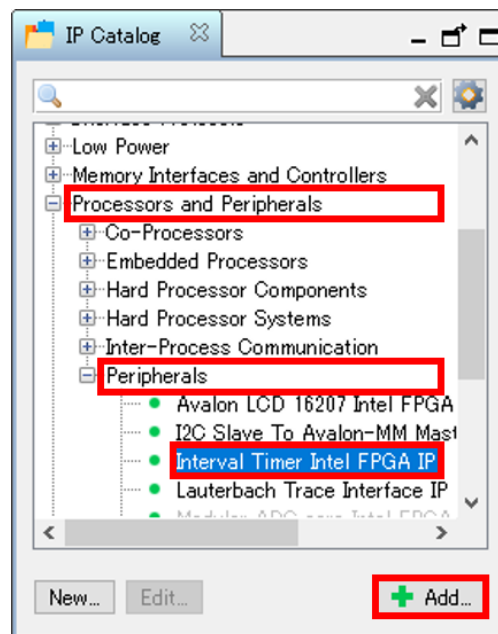 IP Catalog
Low Power
Memory Interfaces and Controllers
Processors and Peripherals
Co-Processors
Embedded Processors
Hard Processor Components
Hard Processor Systems
Inter-Process Communication
Peripherals
Avalon LCD 16207 Intel FPGA
I2C Slave To Avalon-MM Mast
Interval Timer Intel FPGA IP
Lauterbach Trace Interface IP
New... Edit... Add...